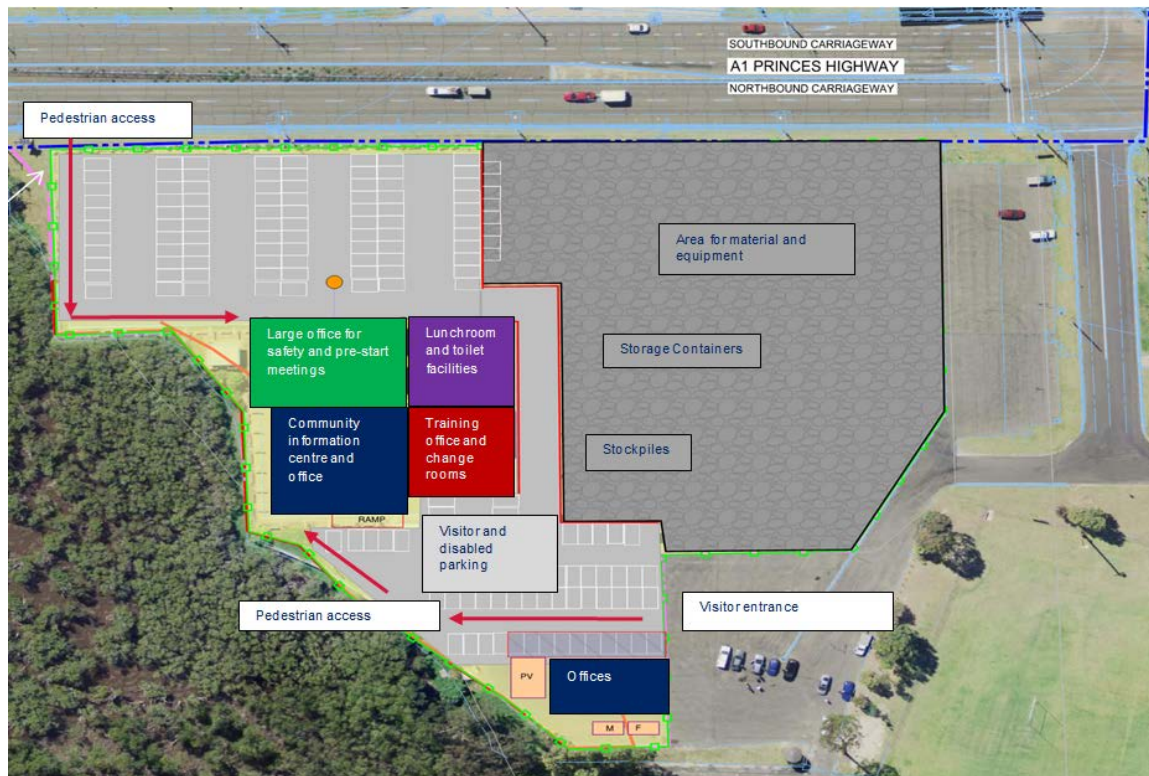 SOUTHBOUND CARRIAGEWAY
A1 PRINCES HIGHWAY
NORTHBOUND CARRIAGEWAY
Pedestrian access
Area for material and
equipment
Large office for
safety and pre-start
meetings
Lunchroom
and toilet
facilities
Storage Containers
Community
information
centre and
office
Training
office and
change
rooms
Stockpiles
RAMP
Visitor and
disabled
parking
Pedestrian access
Visitor entrance
PV
Offices
M
F